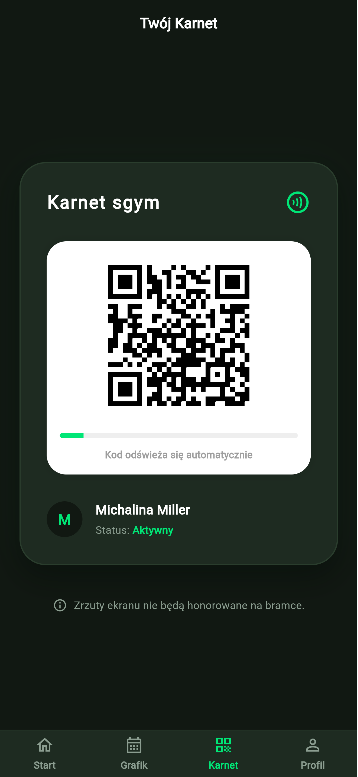 Twój Karnet
Karnet sgym
Kod odświeża się automatycznie
M
Michalina Miller
Status: Aktywny
Zrzuty ekranu nie będą honorowane na bramce.
Start
Grafik
Karnet
Profil